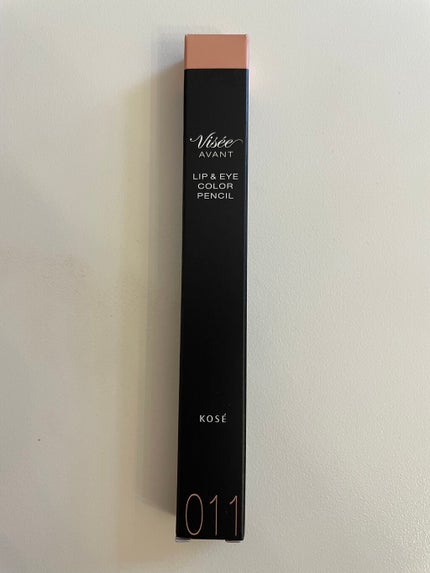 Visée
AVANT
LIP & EYE
COLOR
PENCIL
KOSÉ
011